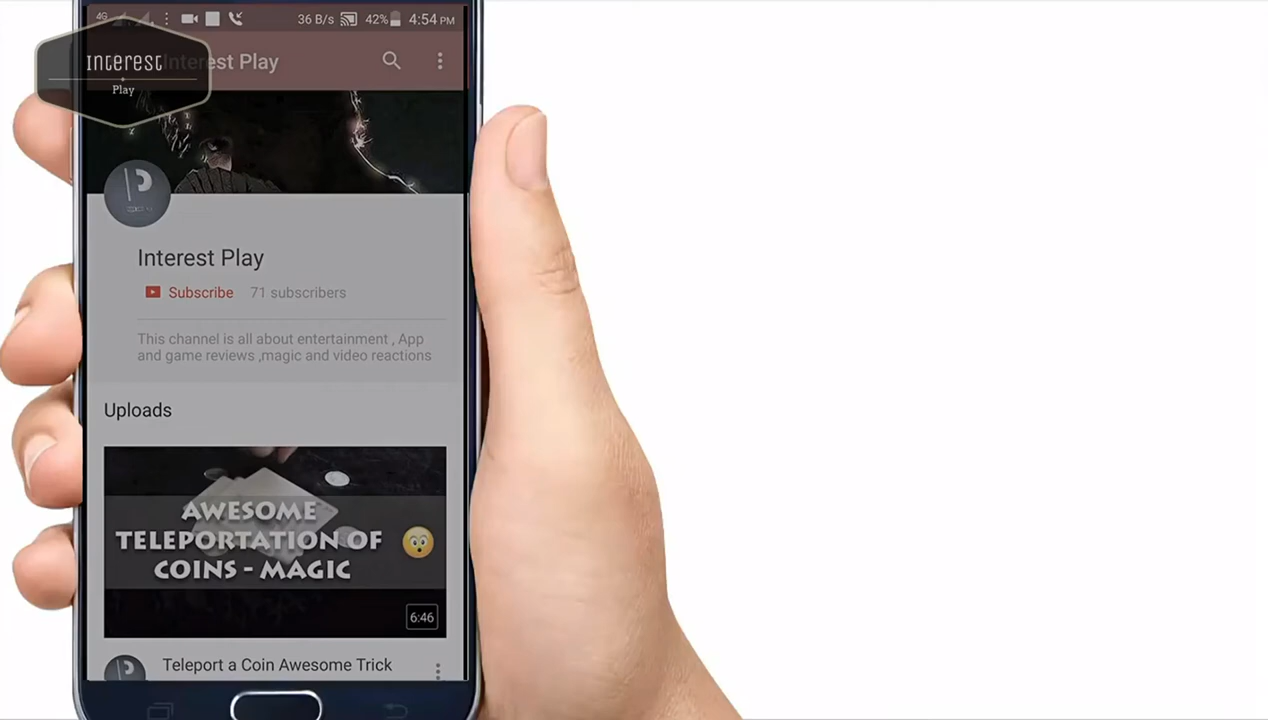 4G 36 B/s 42% 4:54 PM
Interest
Play
Interest Play
Interest Play
Subscribe 71 subscribers
This channel is all about entertainment , App
and game reviews ,magic and video reactions
Uploads
AWESOME
TELEPORTATION OF
COINS - MAGIC
6:46
Teleport a Coin Awesome Trick